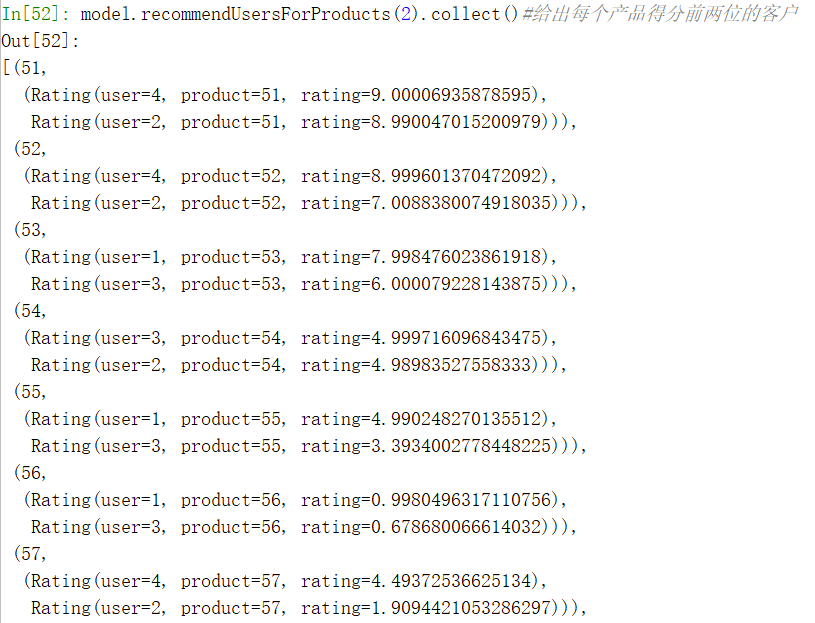 In[52]: model.recommendUsersForProducts(2).collect()#给出每个产品得分前两位的客户
Out[52]:
[(51,
(Rating(user=4, product=51, rating=9.00006935878595),
Rating(user=2, product=51, rating=8.990047015200979))),
(52,
(Rating(user=4, product=52, rating=8.999601370472092),
Rating(user=2, product=52, rating=7.0088380074918035))),
(53,
(Rating(user=1, product=53, rating=7.998476023861918),
Rating(user=3, product=53, rating=6.000079228143875))),
(54,
(Rating(user=3, product=54, rating=4.999716096843475),
Rating(user=2, product=54, rating=4.98983527558333))),
(55,
(Rating(user=1, product=55, rating=4.990248270135512),
Rating(user=3, product=55, rating=3.3934002778448225))),
(56,
(Rating(user=1, product=56, rating=0.9980496317110756),
Rating(user=3, product=56, rating=0.678680066614032))),
(57,
(Rating(user=4, product=57, rating=4.49372536625134),
Rating(user=2, product=57, rating=1.9094421053286297))),